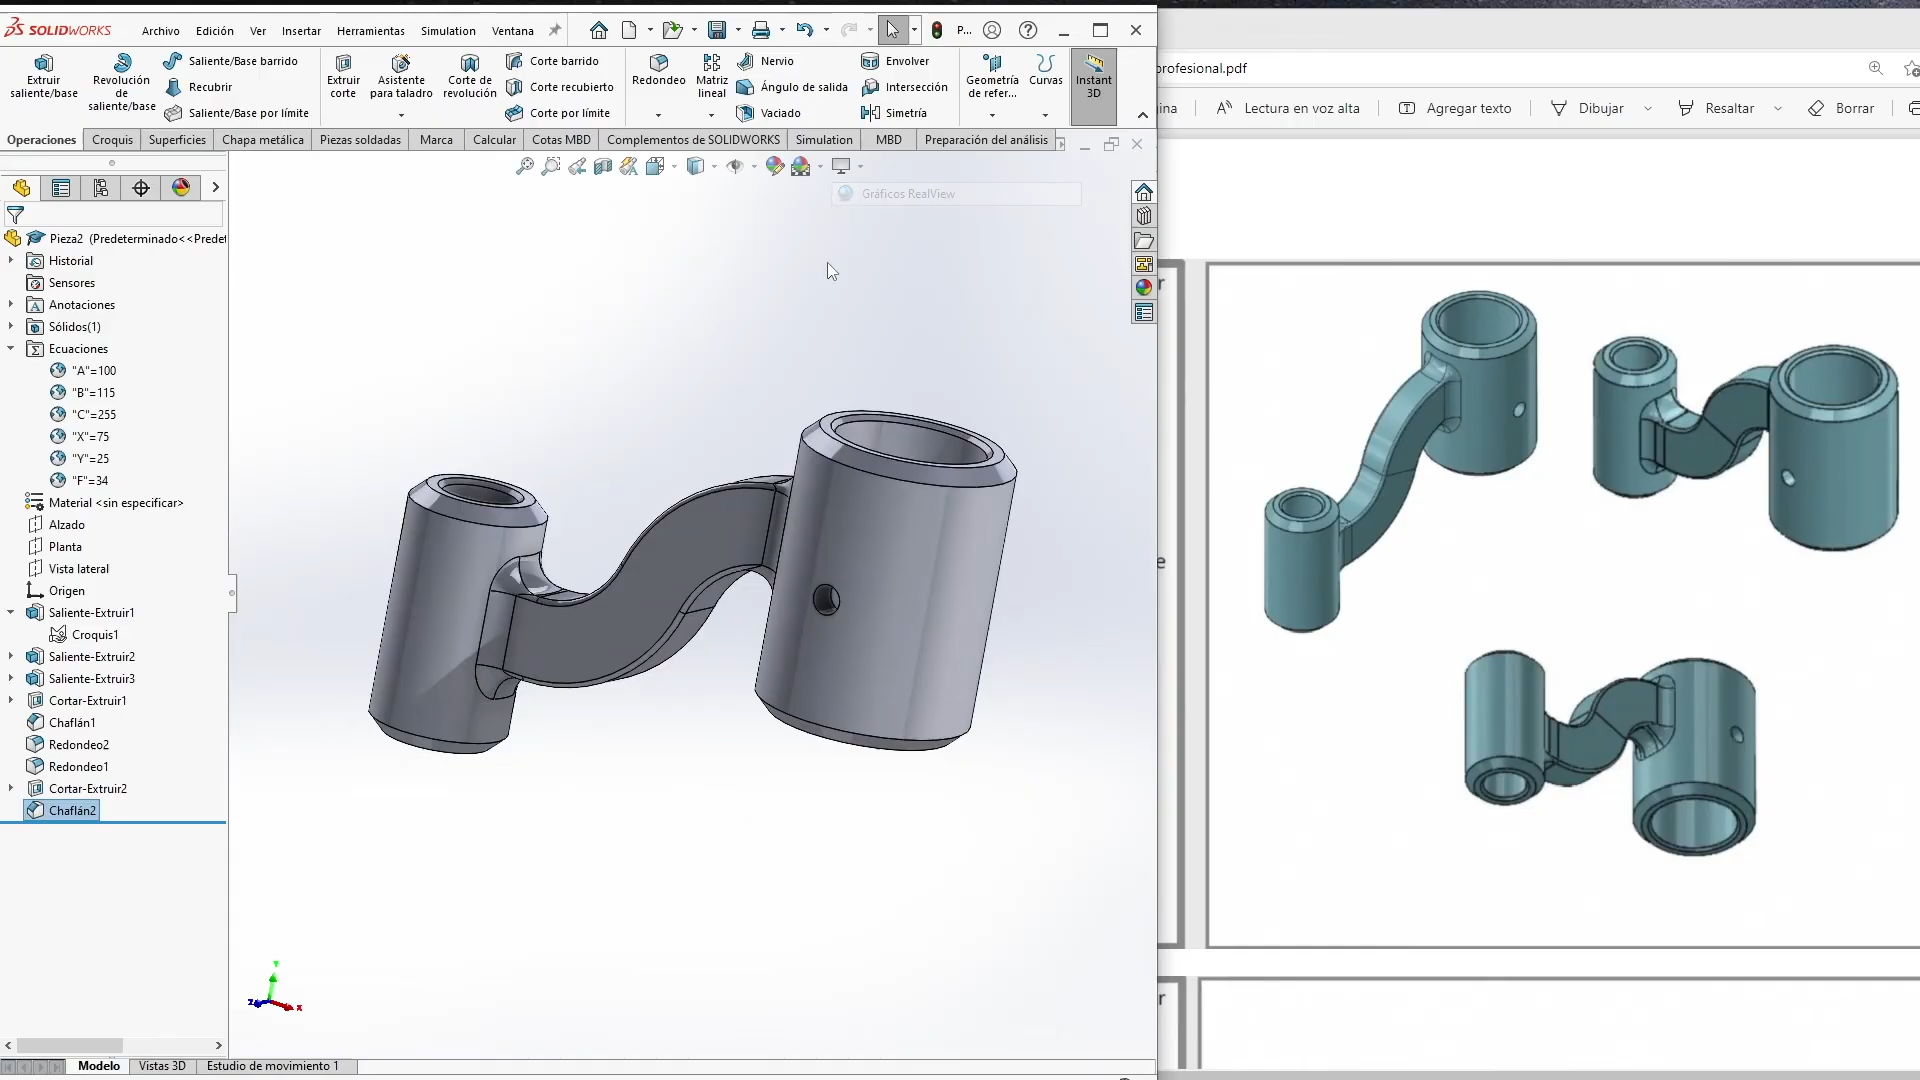 SOLIDWORKS
Archivo Edición Ver Insertar Herramientas Simulation Ventana P...
Extruir saliente/base
Revolución de saliente/base
Saliente/Base barrido
Recubrir
Saliente/Base por límite
Extruir corte
Asistente para taladro
Corte de revolución
Corte barrido
Corte recubierto
Corte por límite
Redondeo
Matriz lineal
Nervio
Ángulo de salida
Vaciado
Envolver
Intersección
Simetría
Geometría de refer...
Curvas
Instant 3D
Operaciones Croquis Superficies Chapa metálica Piezas soldadas Marca Calcular Cotas MBD Complementos de SOLIDWORKS Simulation MBD Preparación del análisis
Gráficos RealView
Pieza2 (Predeterminado<<Predet
Historial
Sensores
Anotaciones
Sólidos(1)
Ecuaciones
"A"=100
"B"=115
"C"=255
"X"=75
"Y"=25
"F"=34
Material <sin especificar>
Alzado
Planta
Vista lateral
Origen
Saliente-Extruir1
Croquis1
Saliente-Extruir2
Saliente-Extruir3
Cortar-Extruir1
Chaflán1
Redondeo2
Redondeo1
Cortar-Extruir2
Chaflán2
Modelo Vistas 3D Estudio de movimiento 1
profesional.pdf
ina Lectura en voz alta Agregar texto Dibujar Resaltar Borrar
r
e
r